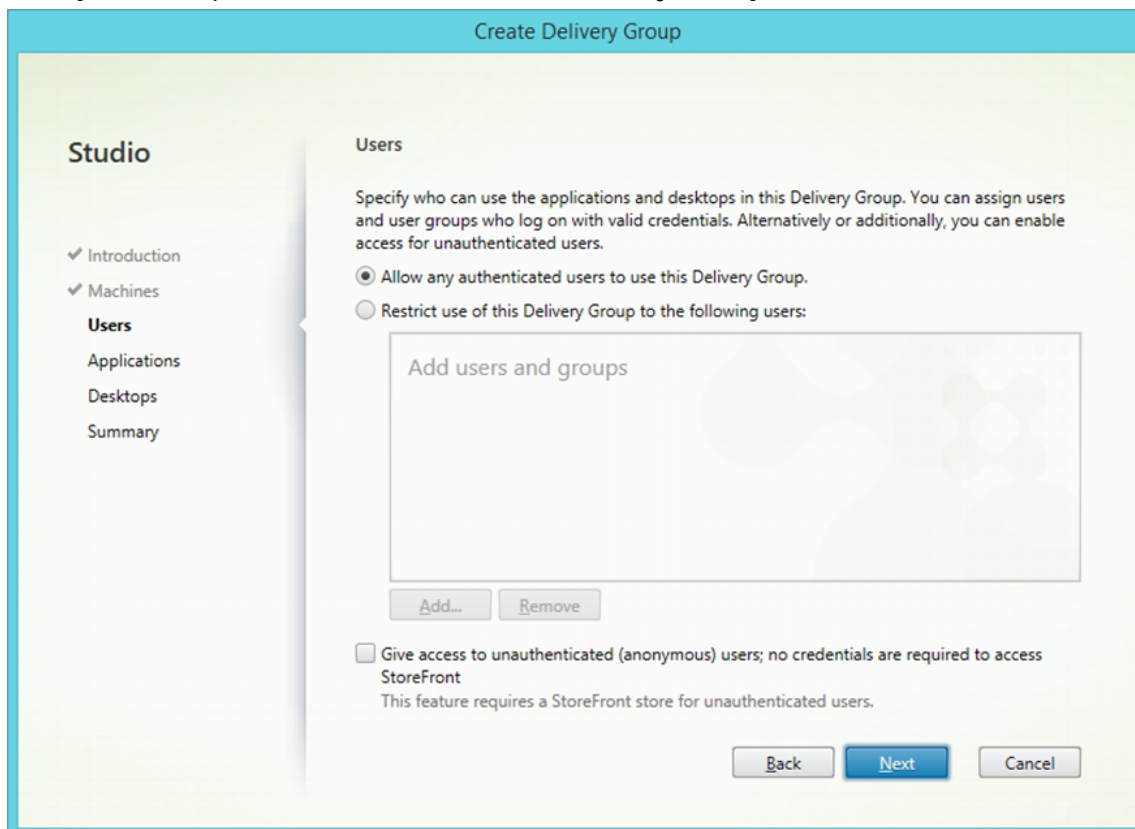 Create Delivery Group
Studio
Introduction
Machines
Users
Applications
Desktops
Summary
Users
Specify who can use the applications and desktops in this Delivery Group. You can assign users
and user groups who log on with valid credentials. Alternatively or additionally, you can enable
access for unauthenticated users.
Allow any authenticated users to use this Delivery Group.
Restrict use of this Delivery Group to the following users:
Add users and groups
Add...
Remove
Give access to unauthenticated (anonymous) users; no credentials are required to access
StoreFront
This feature requires a StoreFront store for unauthenticated users.
Back
Next
Cancel